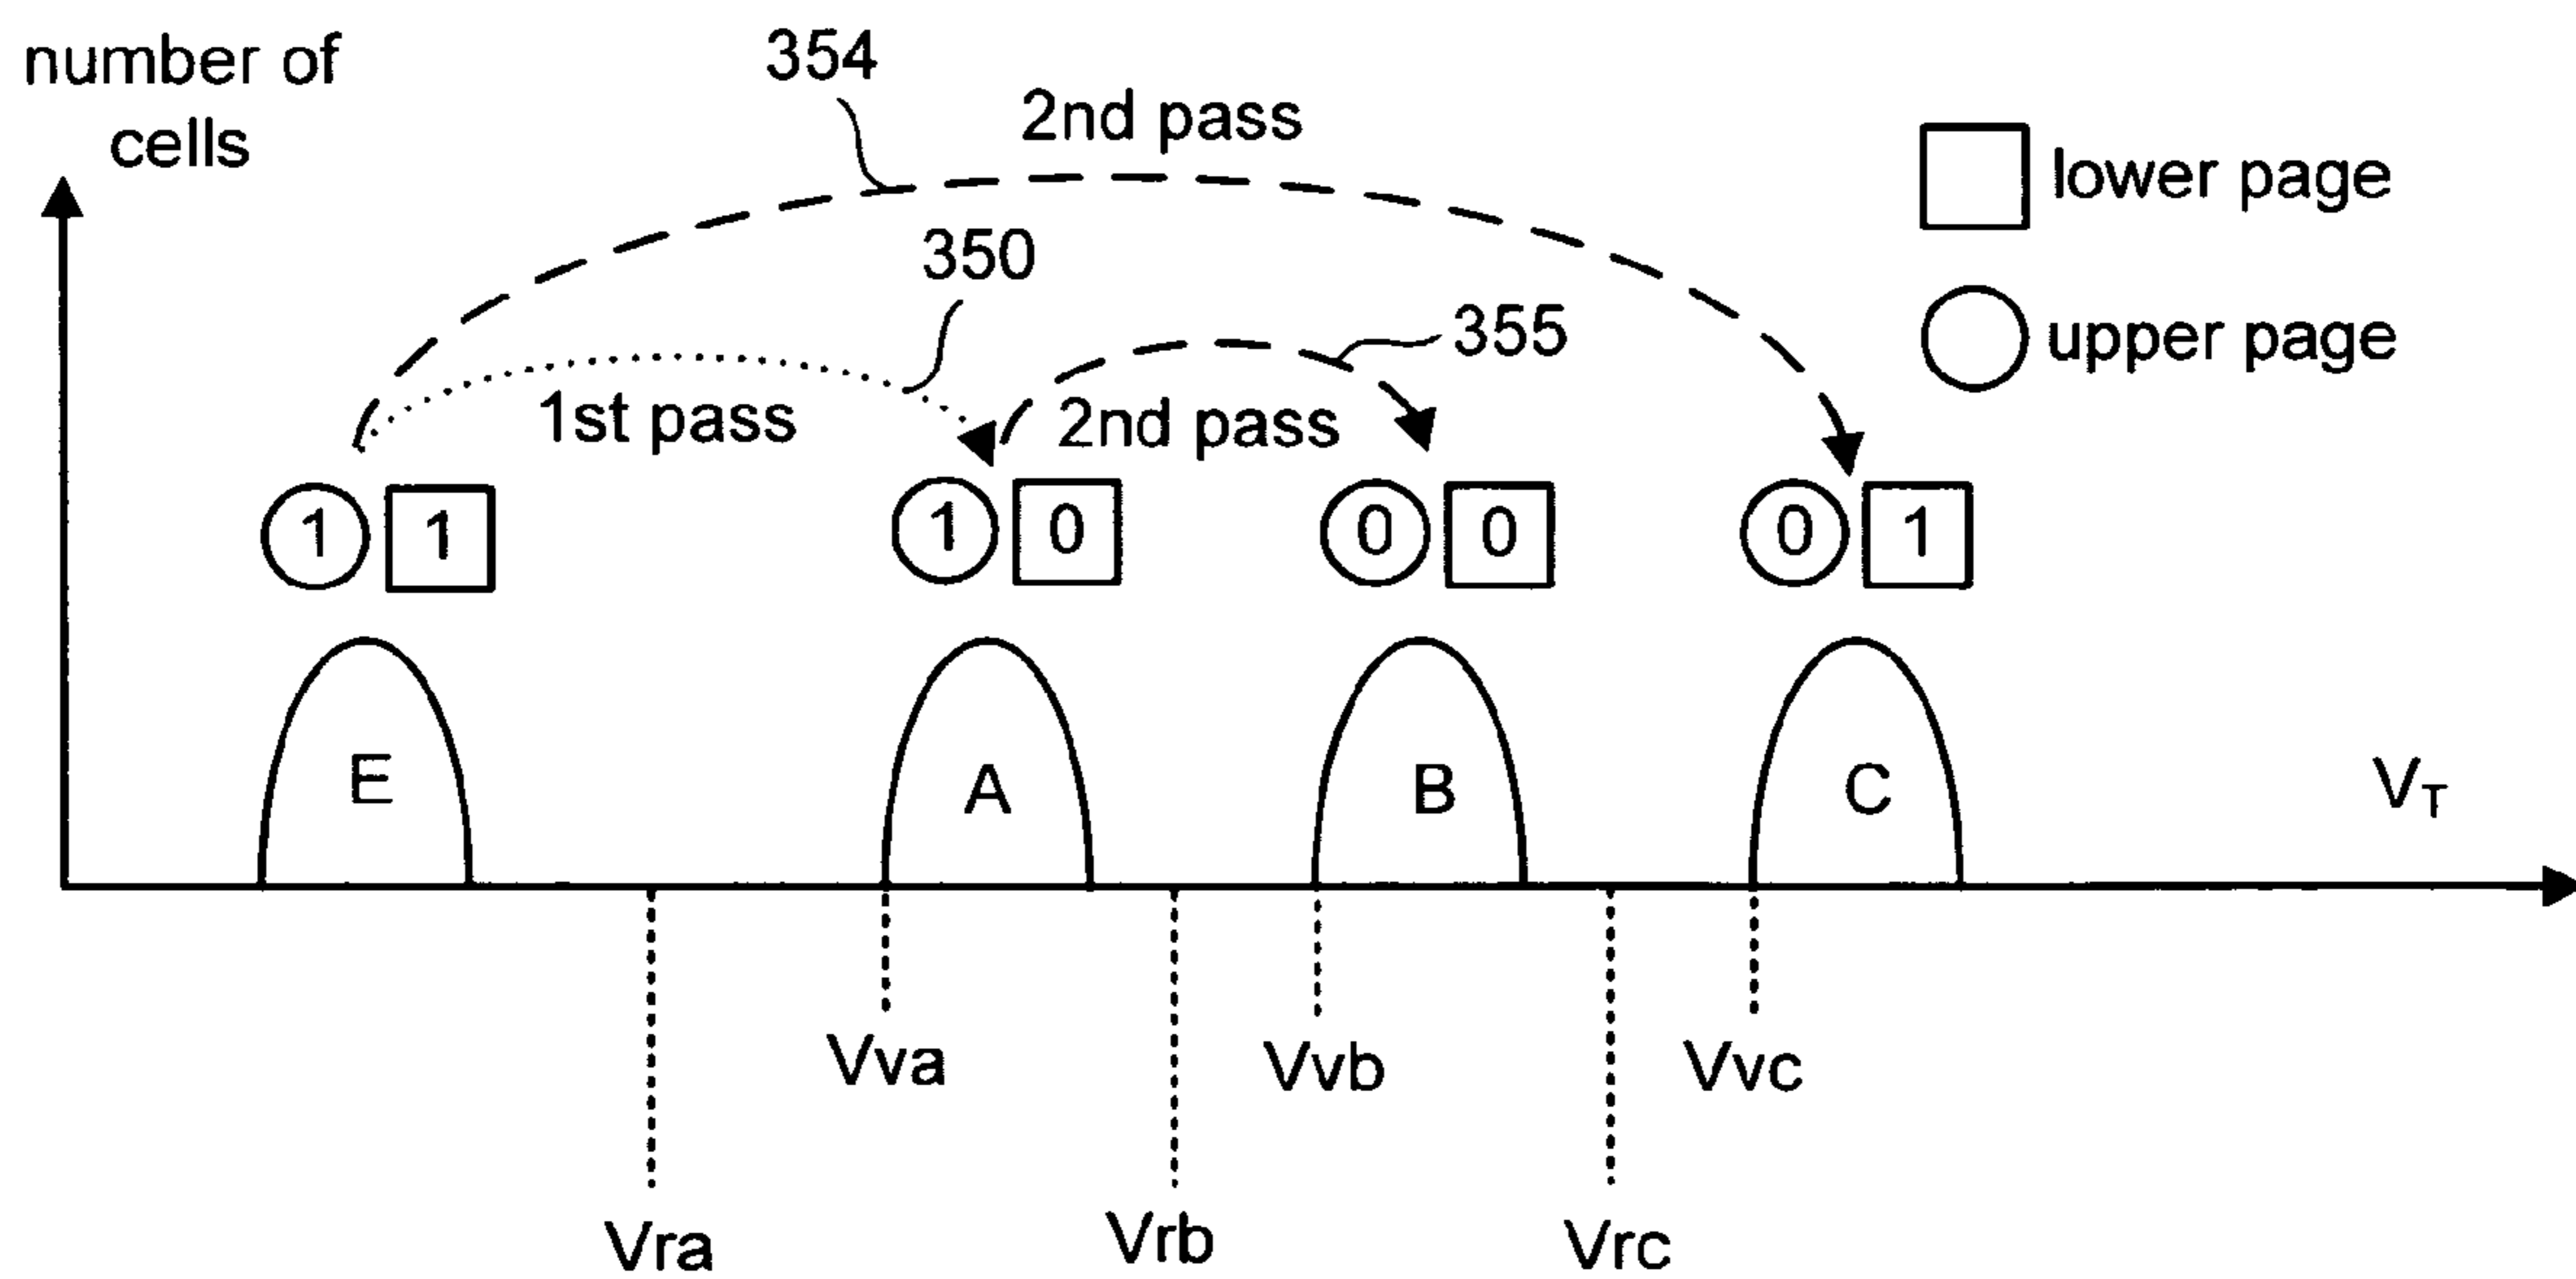 number of
cells
354
2nd pass
lower page
350
upper page
355
1st pass
2nd pass
1 1
1 0
0 0
0 1
E
A
B
C
VT
Vva
Vvb
Vvc
Vra
Vrb
Vrc